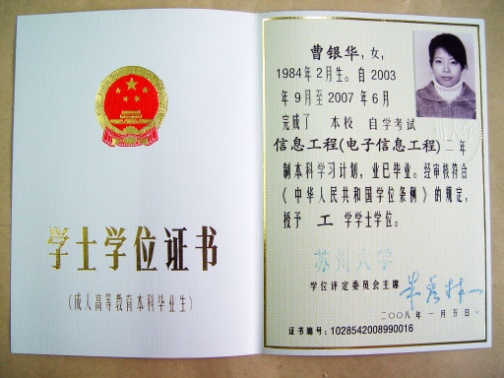 学士学位证书
（成人高等教育本科毕业生）
曹银华，女，
1984年2月生。自2003
年9月至2007年6月
完成了 本校 自学考试
信息工程(电子信息工程)二年
制本科学习计划，业已毕业。经审核符合
《中华人民共和国学位条例》的规定，
授予 工 学学士学位。
苏州大学
学位评定委员会主席
二〇〇八年一月五日
证书编号：1028542008990016